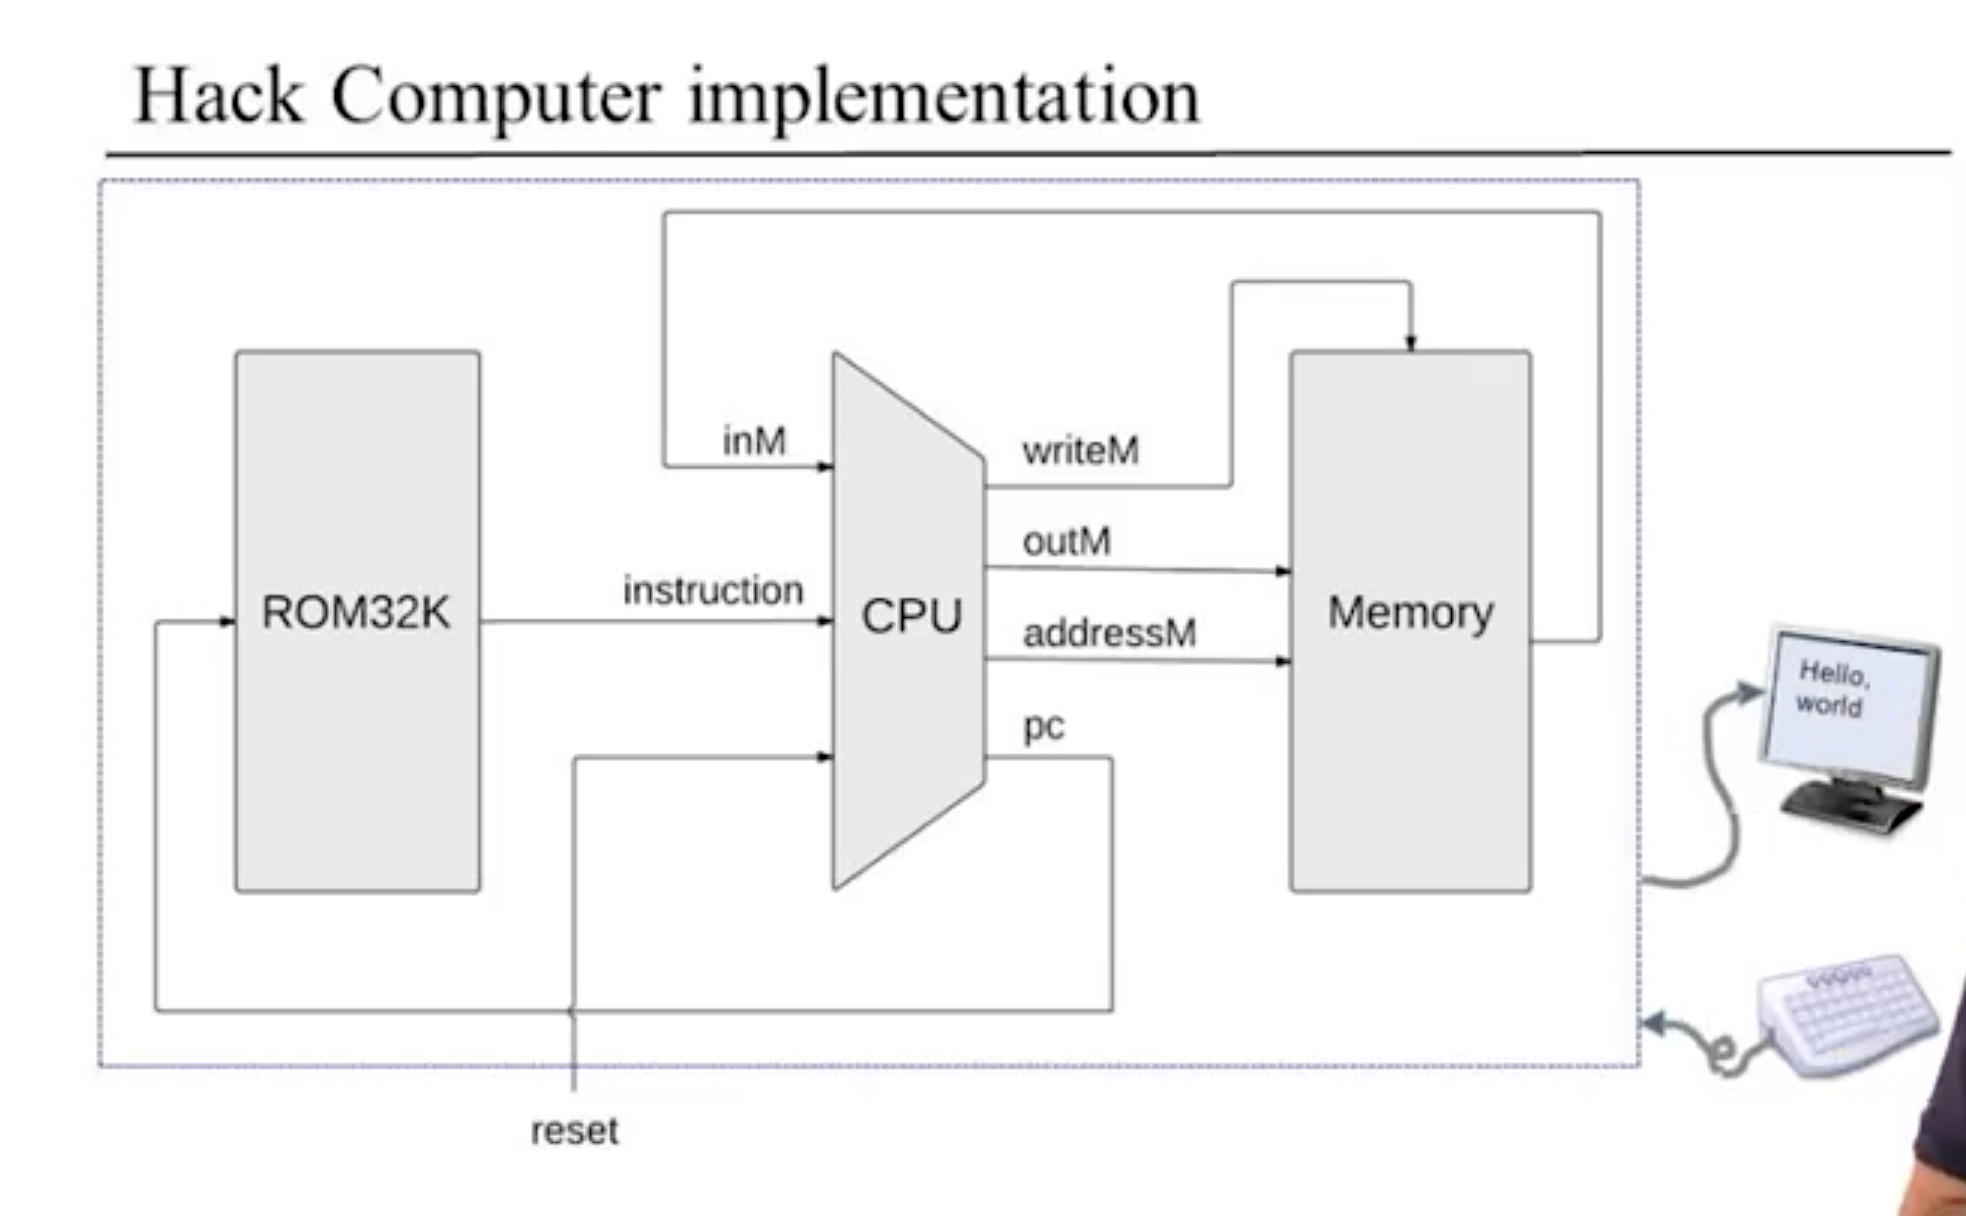 Hack Computer implementation
inM
writeM
outM
instruction
ROM32K
CPU
addressM
Memory
pc
Hello,
world
reset